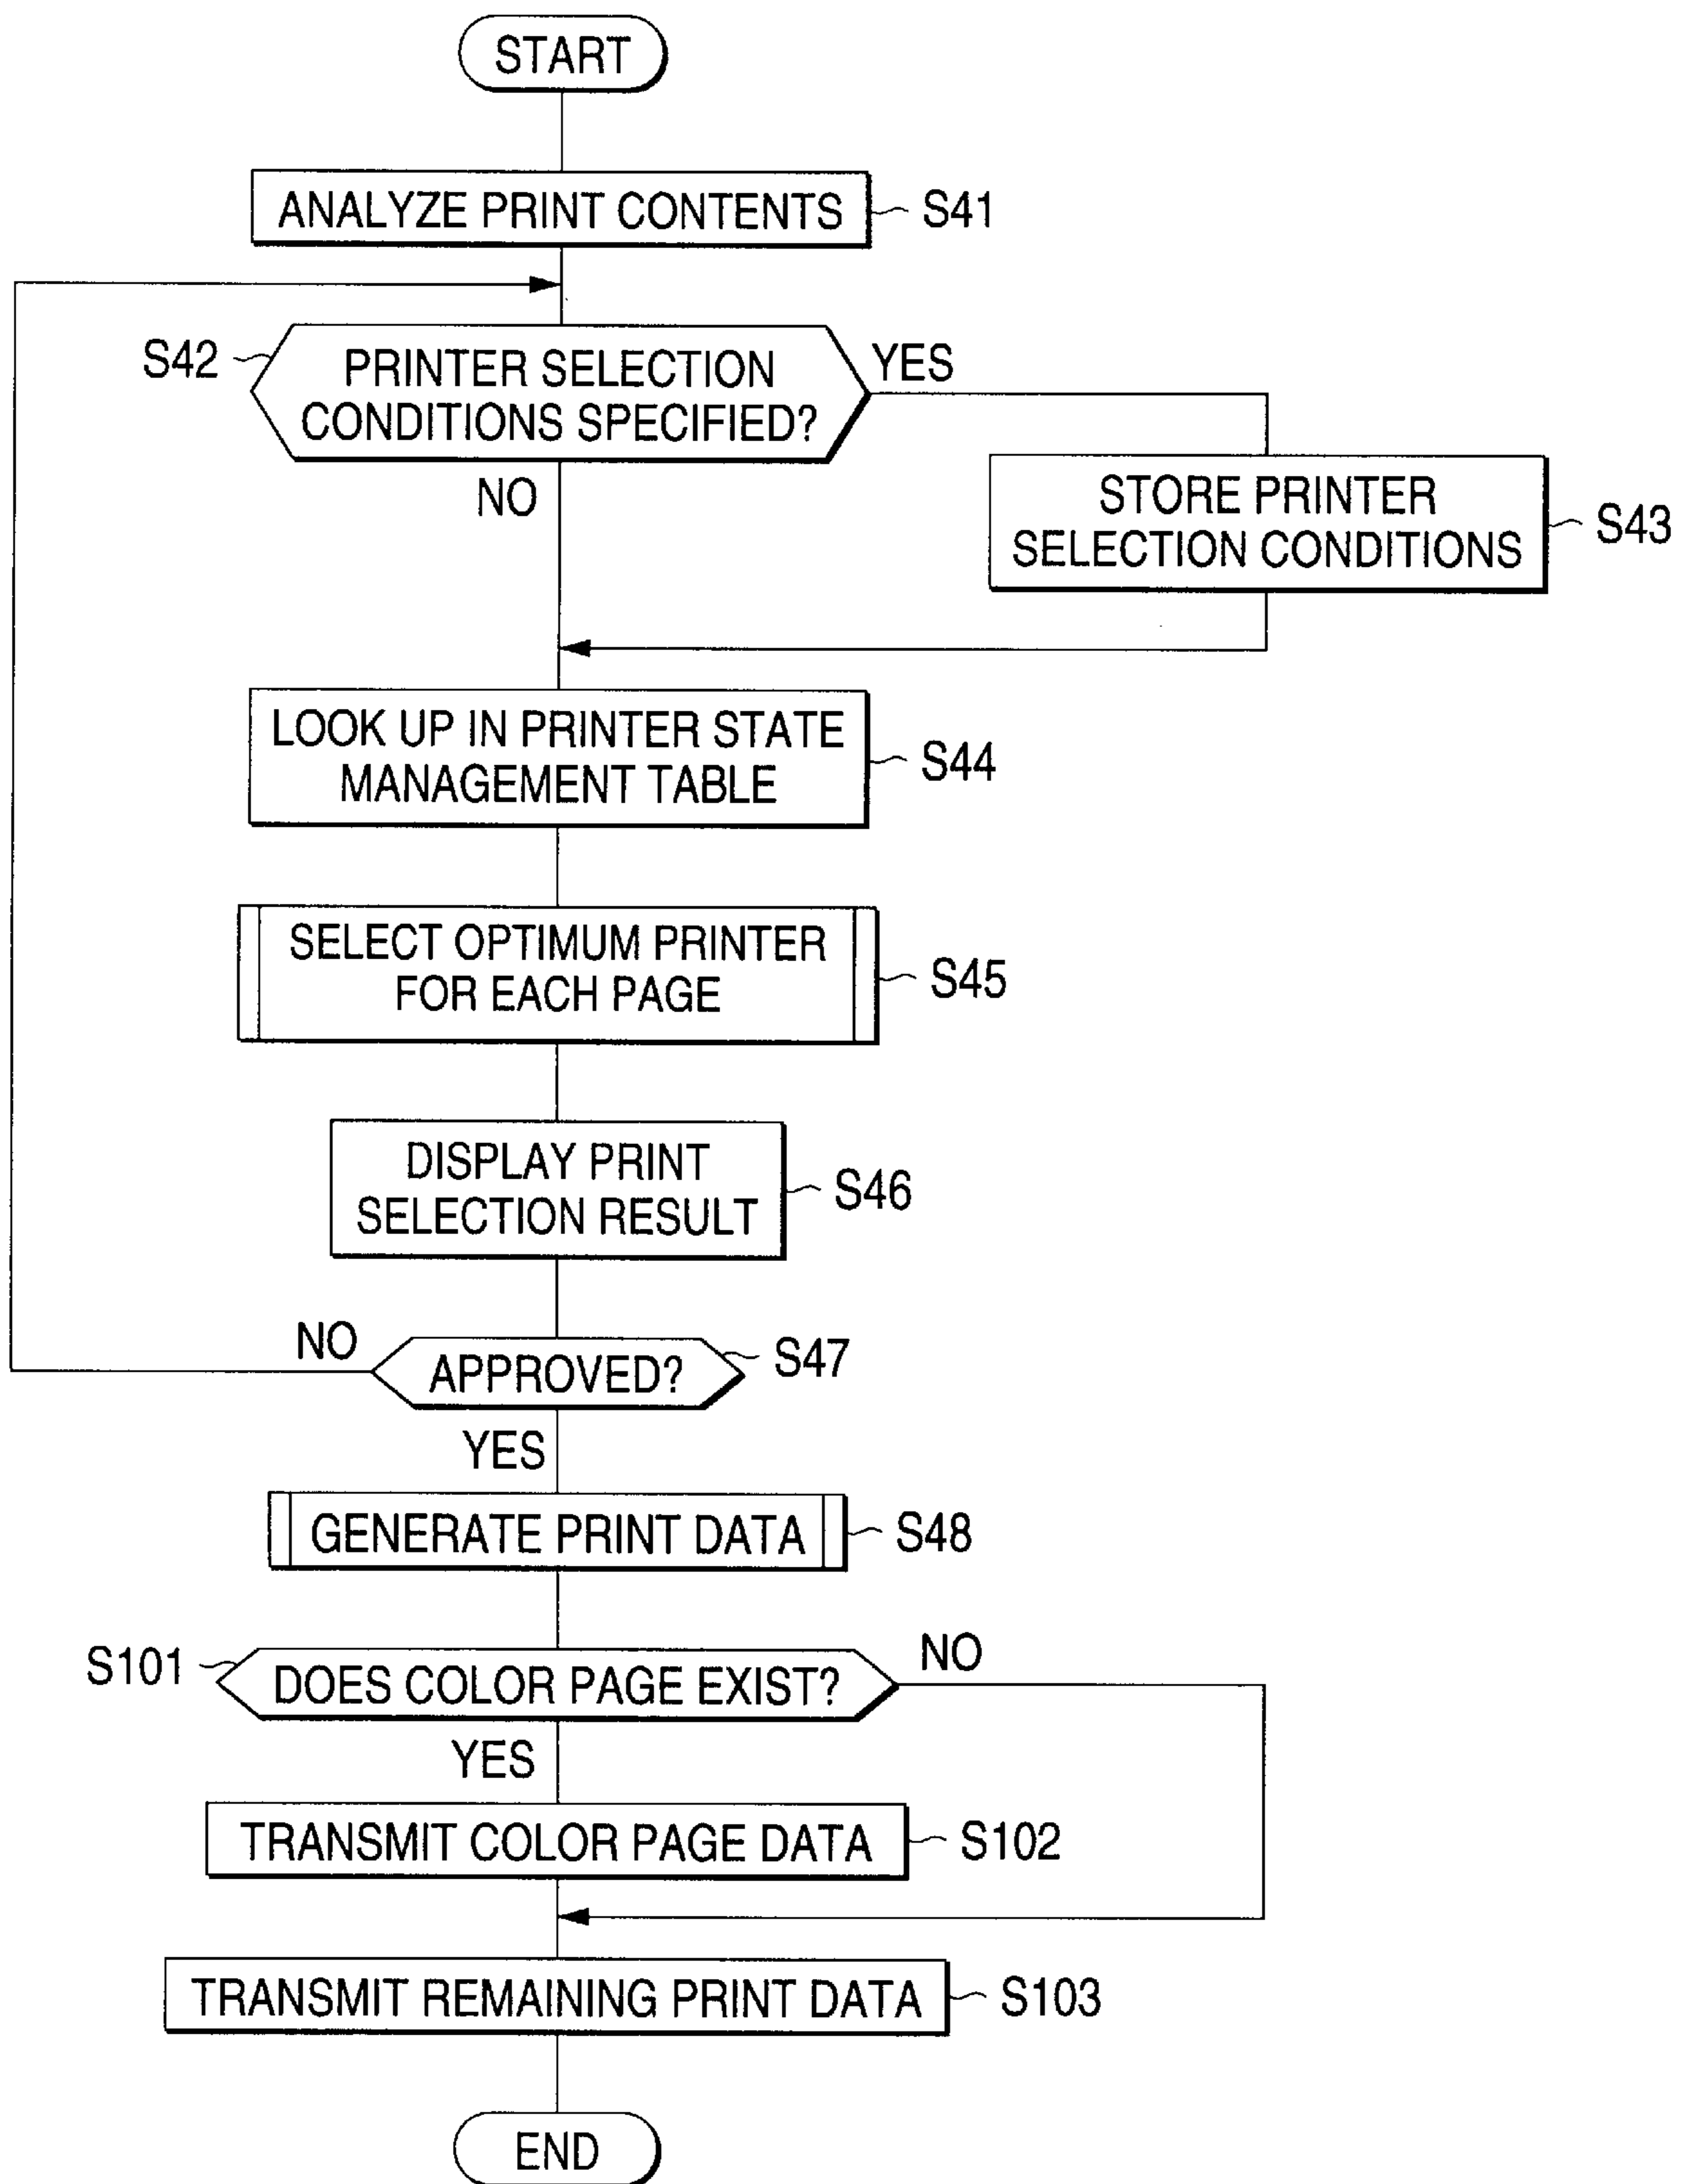 START
ANALYZE PRINT CONTENTS
S41
S42
PRINTER SELECTION
CONDITIONS SPECIFIED?
YES
NO
STORE PRINTER
SELECTION CONDITIONS
S43
LOOK UP IN PRINTER STATE
MANAGEMENT TABLE
S44
SELECT OPTIMUM PRINTER
FOR EACH PAGE
S45
DISPLAY PRINT
SELECTION RESULT
S46
NO
APPROVED?
S47
YES
GENERATE PRINT DATA
S48
S101
DOES COLOR PAGE EXIST?
NO
YES
TRANSMIT COLOR PAGE DATA
S102
TRANSMIT REMAINING PRINT DATA
S103
END